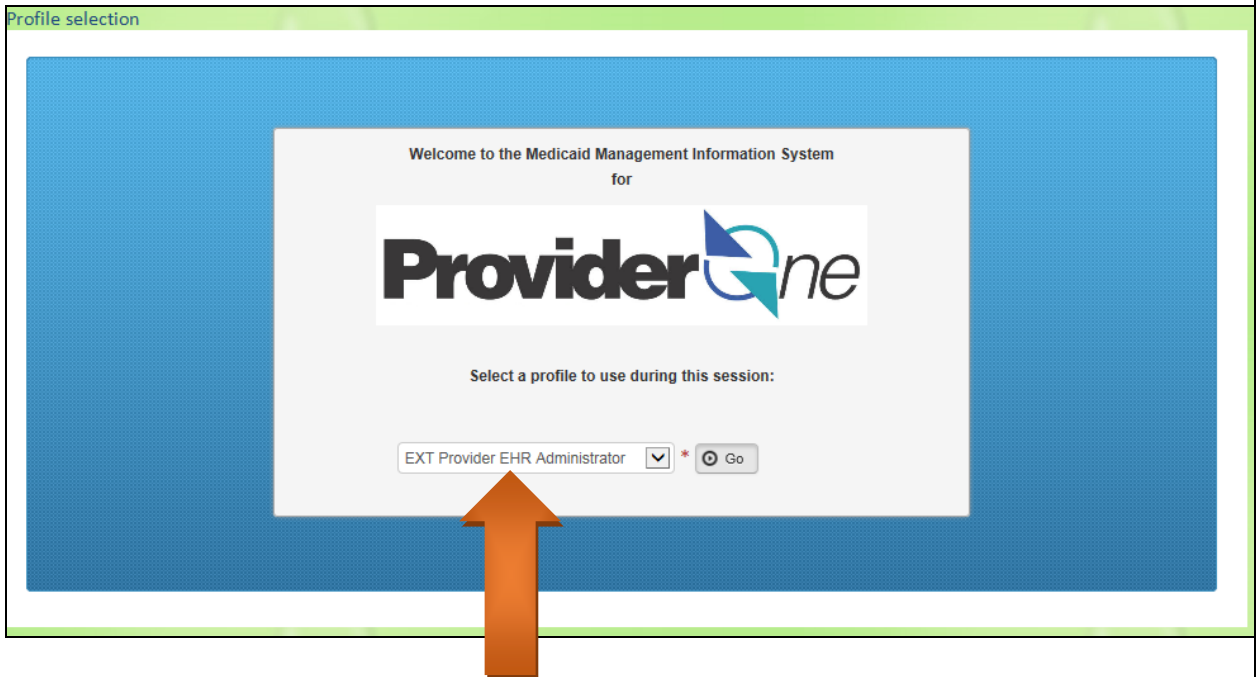 Profile selection
Welcome to the Medicaid Management Information System
for
ProviderOne
Select a profile to use during this session:
EXT Provider EHR Administrator * Go